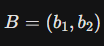 B = (b₁, b₂)